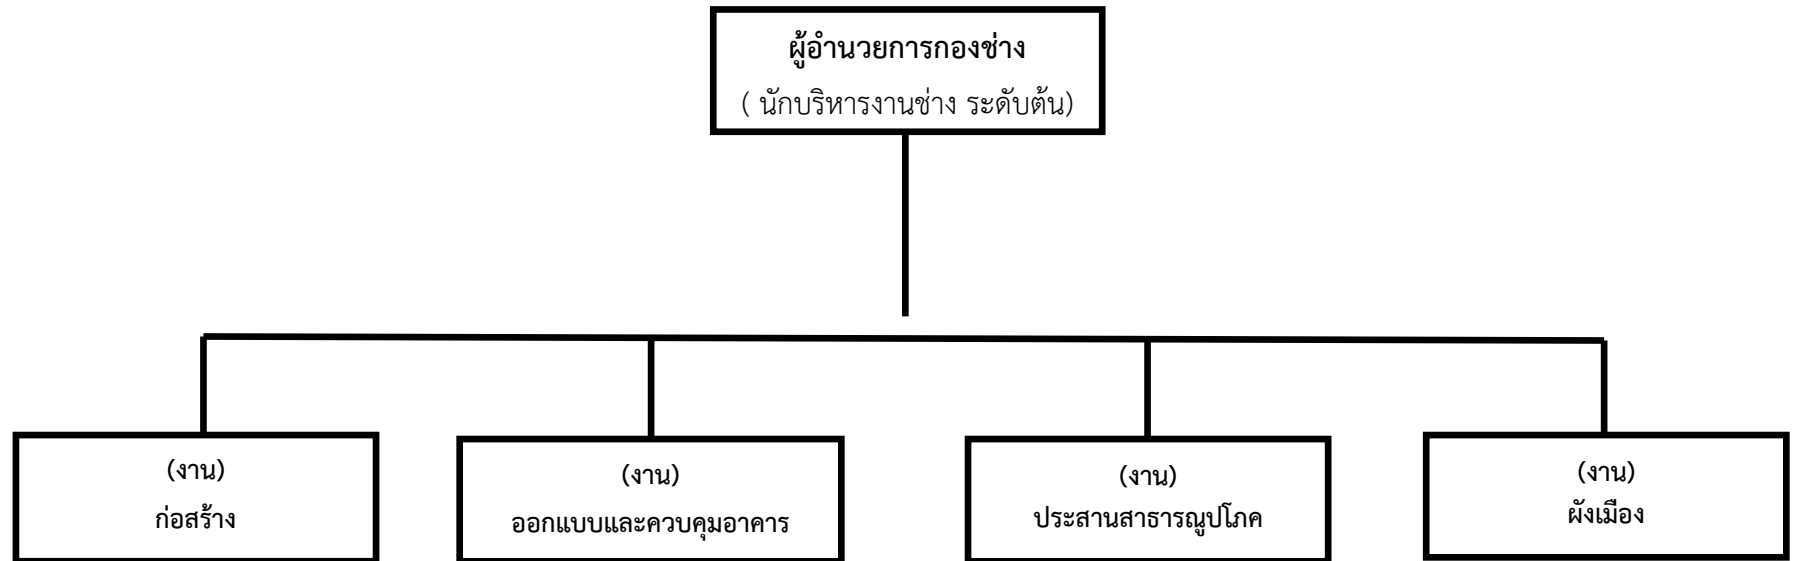 ผู้อำนวยการกองช่าง
( นักบริหารงานช่าง ระดับต้น)
(งาน)
ก่อสร้าง
(งาน)
ออกแบบและควบคุมอาคาร
(งาน)
ประสานสาธารณูปโภค
(งาน)
ผังเมือง